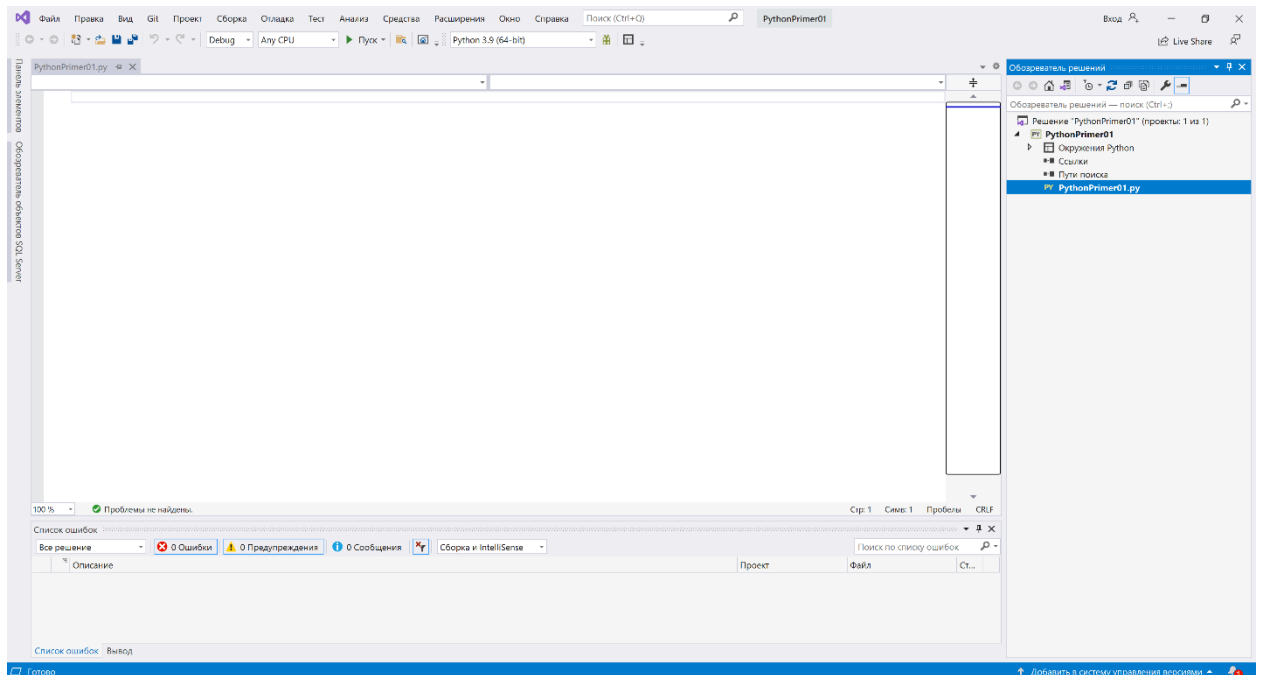 Файл Правка Вид Git Проект Сборка Отладка Тест Анализ Средства Расширения Окно Справка Поиск (Ctrl+Q) PythonPrimer01 Вход
Debug Any CPU Пуск Python 3.9 (64-bit) Live Share
Панель элементов
Обозреватель объектов SQL Server
PythonPrimer01.py
100 % Проблемы не найдены. Стр: 1 Симв: 1 Пробелы CRLF
Список ошибок
Все решение 0 Ошибки 0 Предупреждения 0 Сообщения Сборка и IntelliSense Поиск по списку ошибок
Описание Проект Файл Ст...
Список ошибок Вывод
Обозреватель решений
Обозреватель решений — поиск (Ctrl+;)
Решение "PythonPrimer01" (проекты: 1 из 1)
PythonPrimer01
Окружения Python
Ссылки
Пути поиска
PythonPrimer01.py
Готово Добавить в систему управления версиями